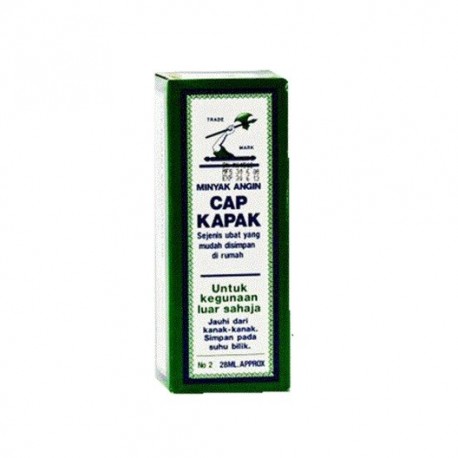 TRADE
MARK
MINYAK ANGIN
CAP
KAPAK
Sejenis ubat yang
mudah disimpan
di rumah
Untuk
kegunaan
luar sahaja
Jauhi dari
kanak-kanak.
Simpan pada
suhu bilik.
No 2 28ML.APPROX